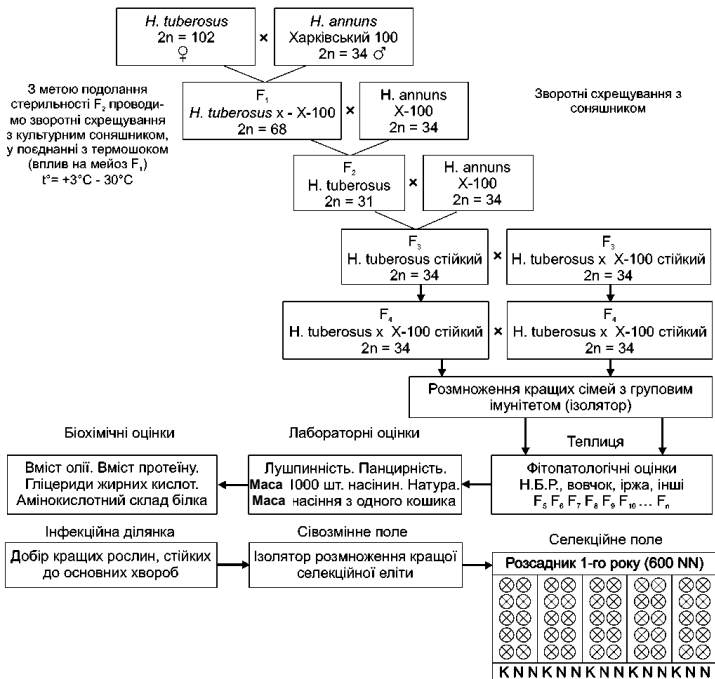 H. tuberosus
2n = 102
♀
×
H. annuns
Харківський 100
2n = 34 ♂
З метою подолання
стерильності F₂ проводи-
мо зворотні схрещування
з культурним соняшником,
у поєднанні з термошоком
(вплив на мейоз F₁)
t°= +3°C - 30°C
F₁
H. tuberosus x - X-100
2n = 68
×
H. annuns
X-100
2n = 34
Зворотні схрещування з
соняшником
F₂
H. tuberosus
2n = 31
×
H. annuns
X-100
2n = 34
F₃
H. tuberosus стійкий
2n = 34
×
F₃
H. tuberosus x X-100 стійкий
2n = 34
F₄
H. tuberosus x X-100 стійкий
2n = 34
×
F₄
H. tuberosus x X-100 стійкий
2n = 34
Розмноження кращих сімей з груповим
імунітетом (ізолятор)
Біохімічні оцінки
Лабораторні оцінки
Теплиця
Вміст олії. Вміст протеїну.
Гліцериди жирних кислот.
Амінокислотний склад білка
Лушпинність. Панцирність.
Маса 1000 шт. насінин. Натура.
Маса насіння з одного кошика
Фітопатологічні оцінки
Н.Б.Р., вовчок, іржа, інші
F₅ F₆ F₇ F₈ F₉ F₁₀ ... Fₙ
Інфекційна ділянка
Сівозмінне поле
Селекційне поле
Добір кращих рослин, стійких
до основних хвороб
Ізолятор розмноження кращої
селекційної еліти
Розсадник 1-го року (600 NN)
K N N K N N K N N K N N K N N